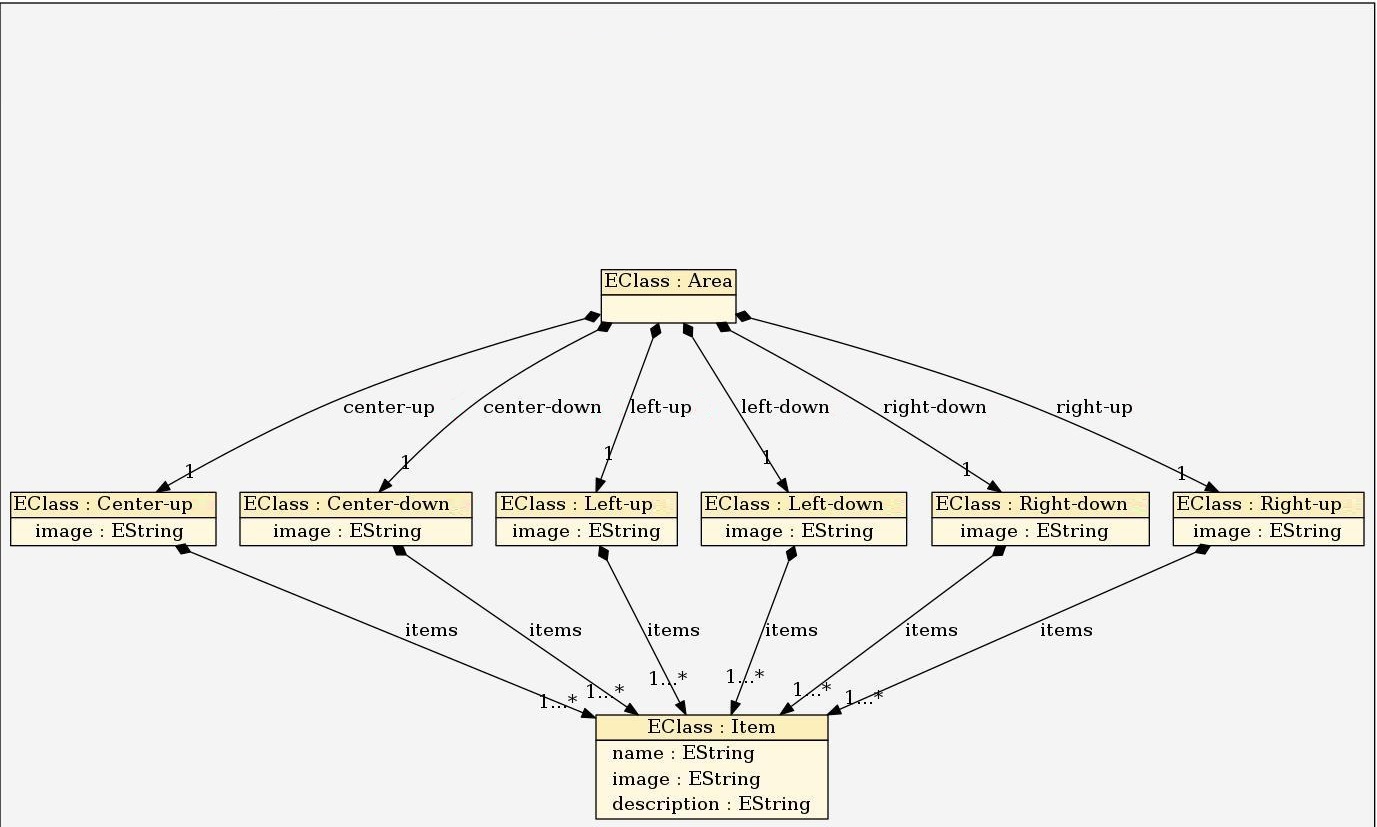 EClass : Area
center-up
center-down
left-up
left-down
right-down
right-up
1
1
1
1
1
1
EClass : Center-up
image : EString
EClass : Center-down
image : EString
EClass : Left-up
image : EString
EClass : Left-down
image : EString
EClass : Right-down
image : EString
EClass : Right-up
image : EString
items
items
items
items
items
items
1...*
1...*
1...*
1...*
1...*
1...*
EClass : Item
name : EString
image : EString
description : EString